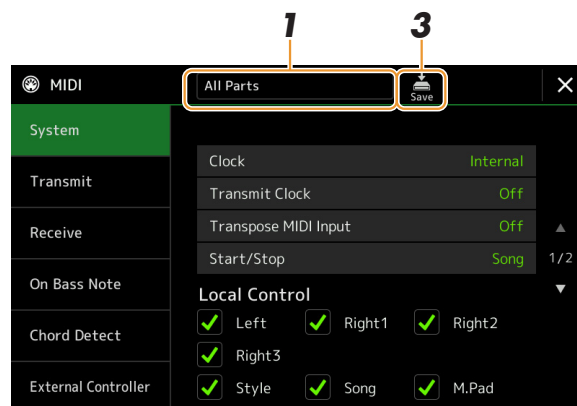 1 3
MIDI All Parts Save
System
Transmit
Receive
On Bass Note
Chord Detect
External Controller
Clock Internal
Transmit Clock Off
Transpose MIDI Input Off
Start/Stop Song
1/2
Local Control
Left Right1 Right2
Right3
Style Song M.Pad